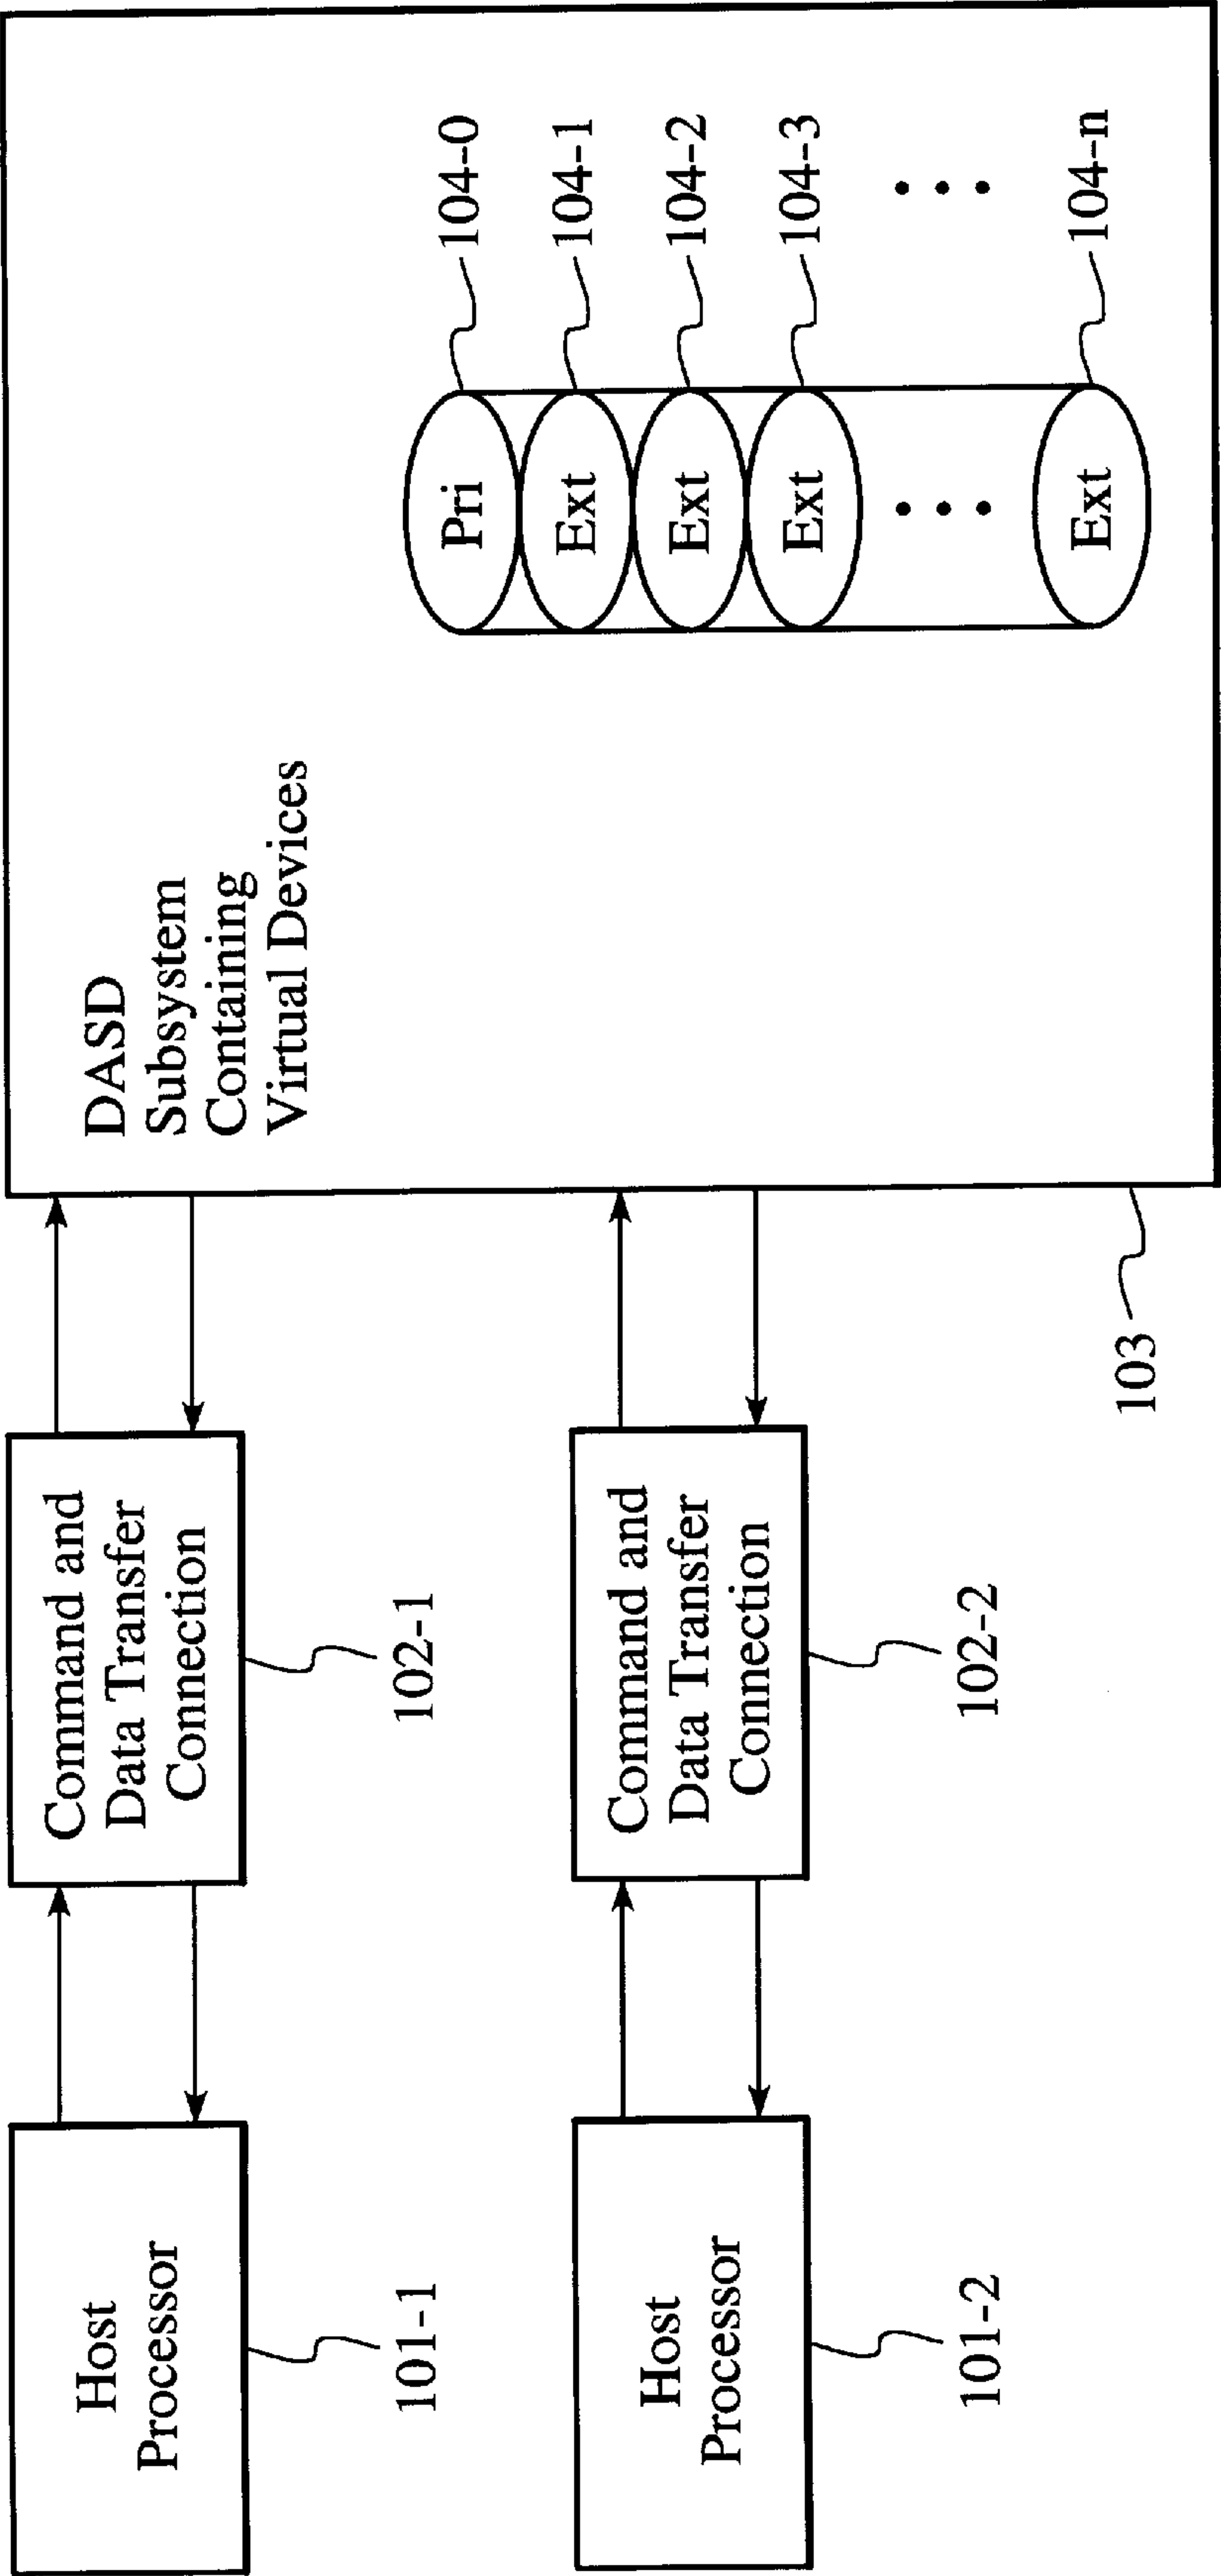 Host
Processor
101-1
Command and
Data Transfer
Connection
102-1
Host
Processor
101-2
Command and
Data Transfer
Connection
102-2
DASD
Subsystem
Containing
Virtual Devices
103
Pri
104-0
Ext
104-1
Ext
104-2
Ext
104-3
Ext
104-n